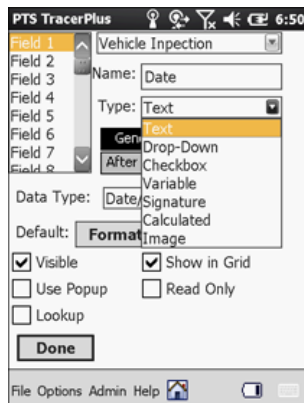 PTS TracerPlus 6:50
Field 1
Field 2
Field 3
Field 4
Field 5
Field 6
Field 7
Field 8
Vehicle Inpection
Name: Date
Type: Text
Text
Drop-Down
Checkbox
Variable
Signature
Calculated
Image
Gen
After
Data Type: Date/
Default: Format
Visible Show in Grid
Use Popup Read Only
Lookup
Done
File Options Admin Help